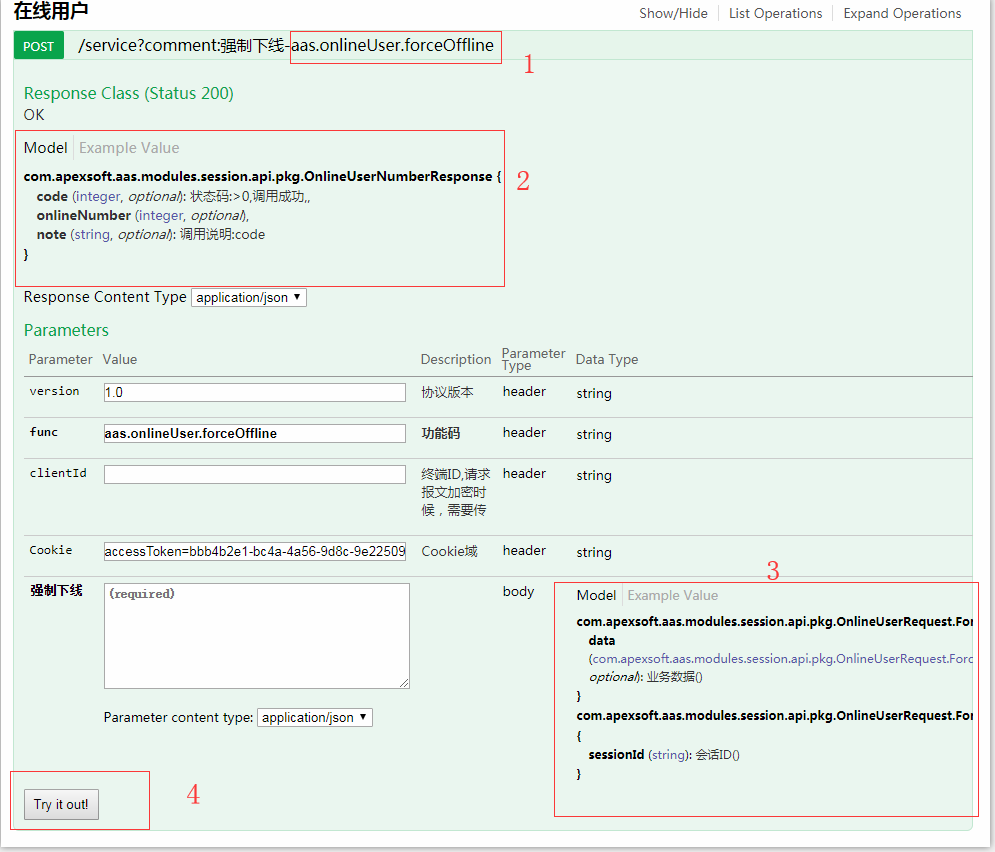 在线用户
Show/Hide List Operations Expand Operations
POST /service?comment:强制下线-aas.onlineUser.forceOffline
1
Response Class (Status 200)
OK
Model Example Value
com.apexsoft.aas.modules.session.api.pkg.OnlineUserNumberResponse {
2
code (integer, optional): 状态码:>0,调用成功,,
onlineNumber (integer, optional),
note (string, optional): 调用说明:code
}
Response Content Type application/json
Parameters
Parameter Value Description Parameter Type Data Type
version 1.0 协议版本 header string
func aas.onlineUser.forceOffline 功能码 header string
clientId 终端ID,请求 header string
报文加密时
候，需要传
Cookie accessToken=bbb4b2e1-bc4a-4a56-9d8c-9e22509 Cookie域 header string
3
强制下线 (required) body Model Example Value
com.apexsoft.aas.modules.session.api.pkg.OnlineUserRequest.For
data
(com.apexsoft.aas.modules.session.api.pkg.OnlineUserRequest.Forc
optional): 业务数据()
}
com.apexsoft.aas.modules.session.api.pkg.OnlineUserRequest.For
{
sessionId (string): 会话ID()
}
Parameter content type: application/json
Try it out!
4